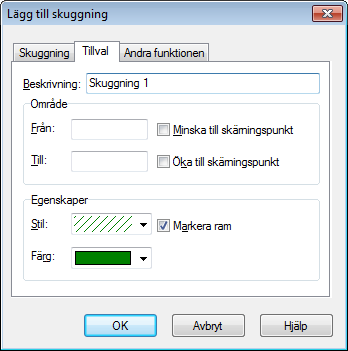 Lägg till skuggning
Skuggning Tillval Andra funktionen
Beskrivning: Skuggning 1
Område
Från: Minska till skärningspunkt
Till: Öka till skärningspunkt
Egenskaper
Stil: Markera ram
Färg:
OK Avbryt Hjälp